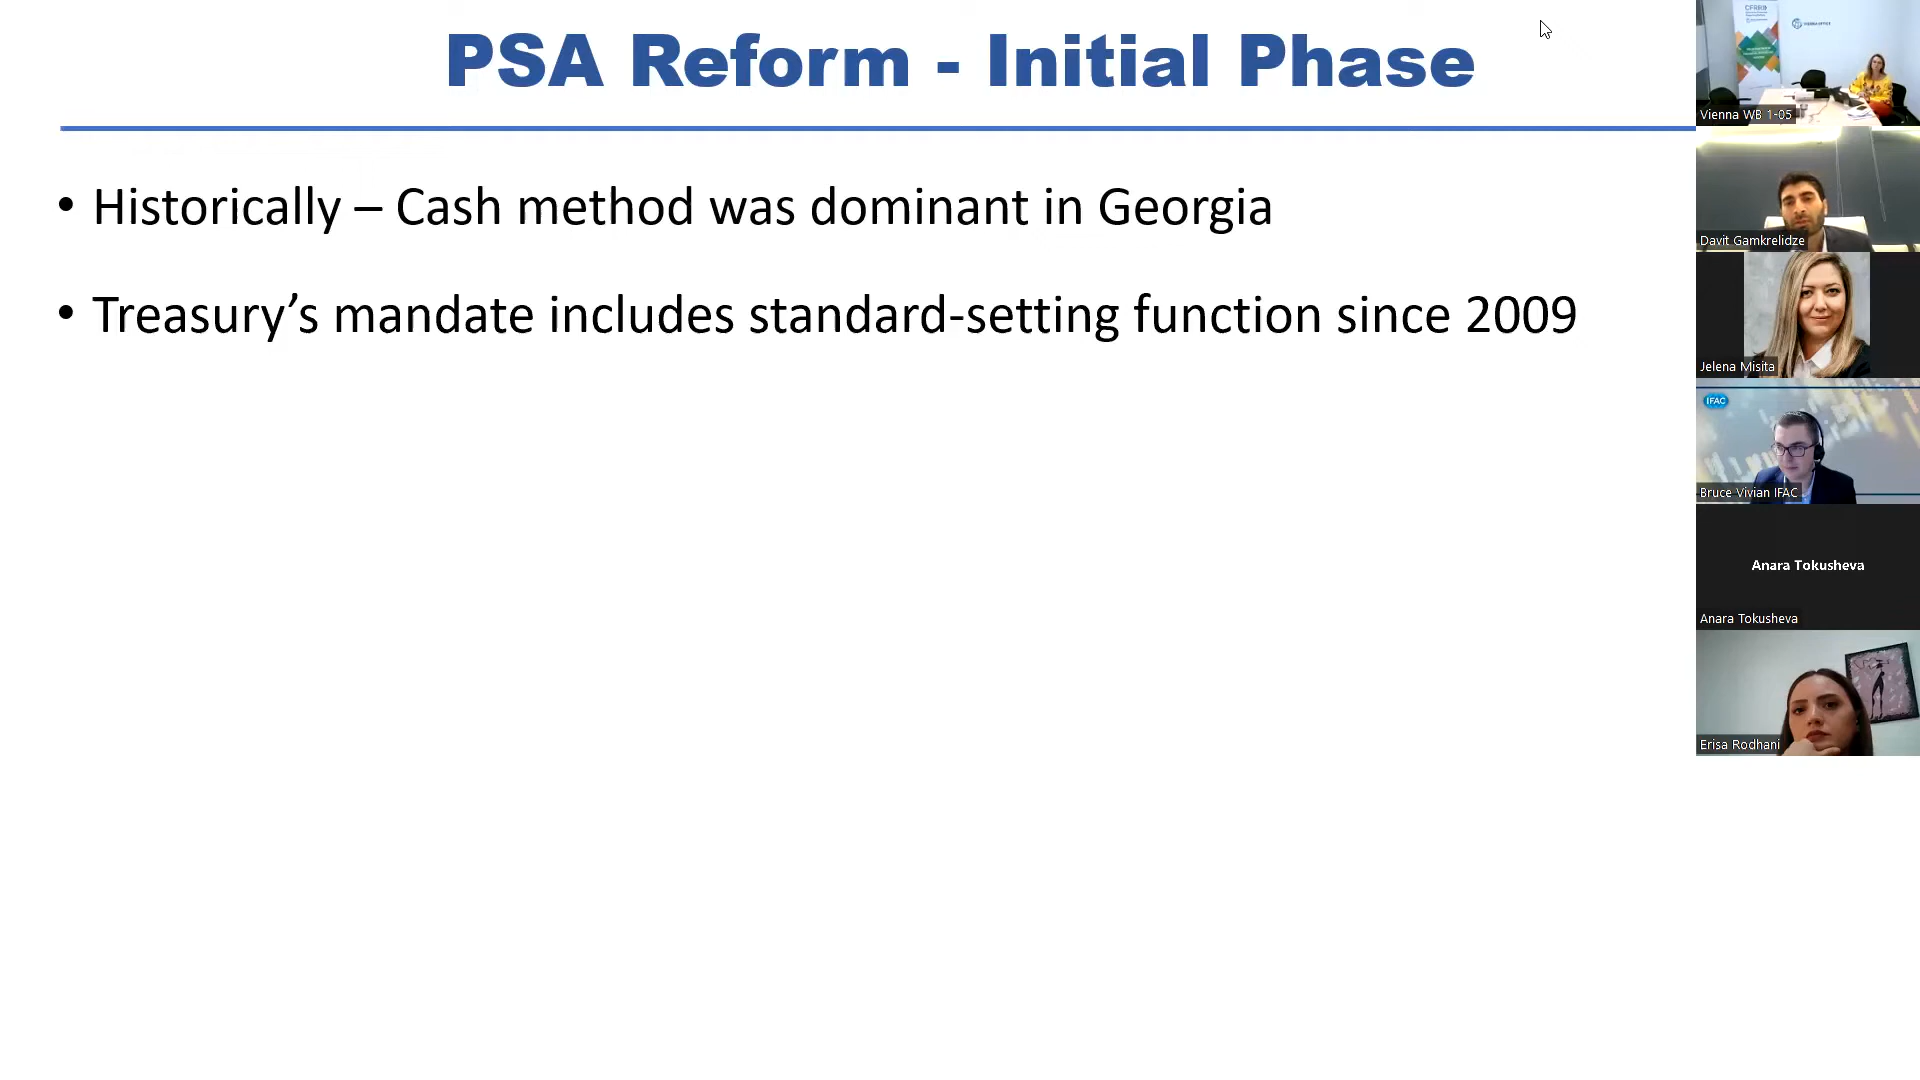 PSA Reform - Initial Phase
• Historically – Cash method was dominant in Georgia
• Treasury’s mandate includes standard-setting function since 2009
CFRR
Vienna WB 1-05
Davit Gamkrelidze
Jelena Misita
IFAC
Bruce Vivian IFAC
Anara Tokusheva
Anara Tokusheva
Erisa Rodhani